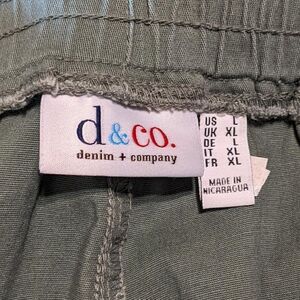 d&co.
denim + company
US L
UK XL
DE L
IT XL
FR XL
MADE IN
NICARAGUA